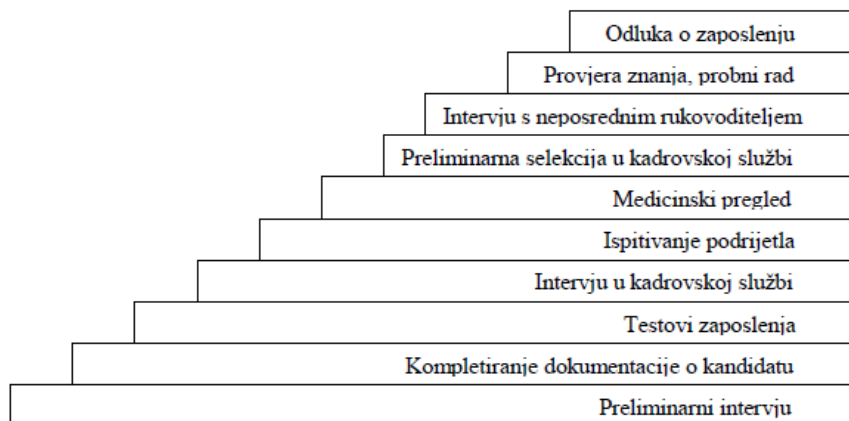 Odluka o zaposlenju
Provjera znanja, probni rad
Intervju s neposrednim rukovoditeljem
Preliminarna selekcija u kadrovskoj službi
Medicinski pregled
Ispitivanje podrijetla
Intervju u kadrovskoj službi
Testovi zaposlenja
Kompletiranje dokumentacije o kandidatu
Preliminarni intervju